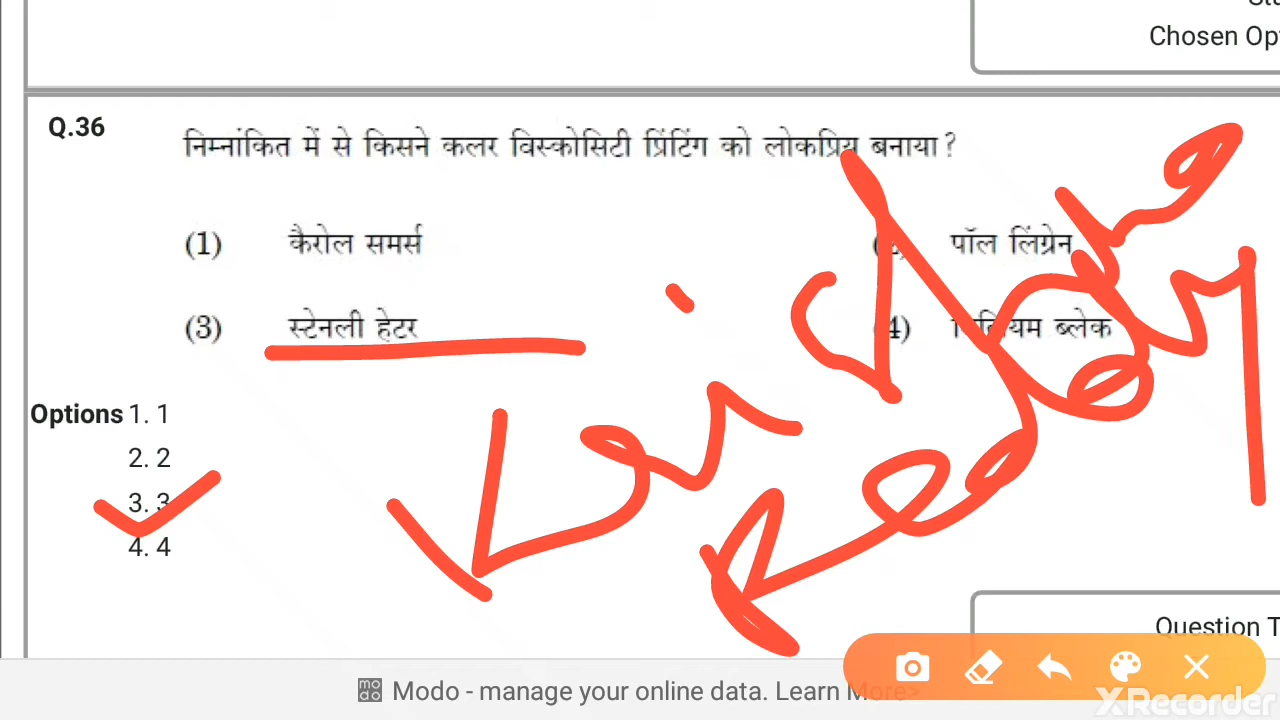 Chosen Op
Q.36
निम्नांकित में से किसने कलर विस्कोसिटी प्रिंटिंग को लोकप्रिय बनाया ?
(1) कैरोल समर्स
पॉल लिंग्रेन
(3) स्टेनली हेटर
(4) ब्लेक
Options 1. 1
2. 2
3. 3
4. 4
Question T
Modo - manage your online data. Learn More>
XRecorder